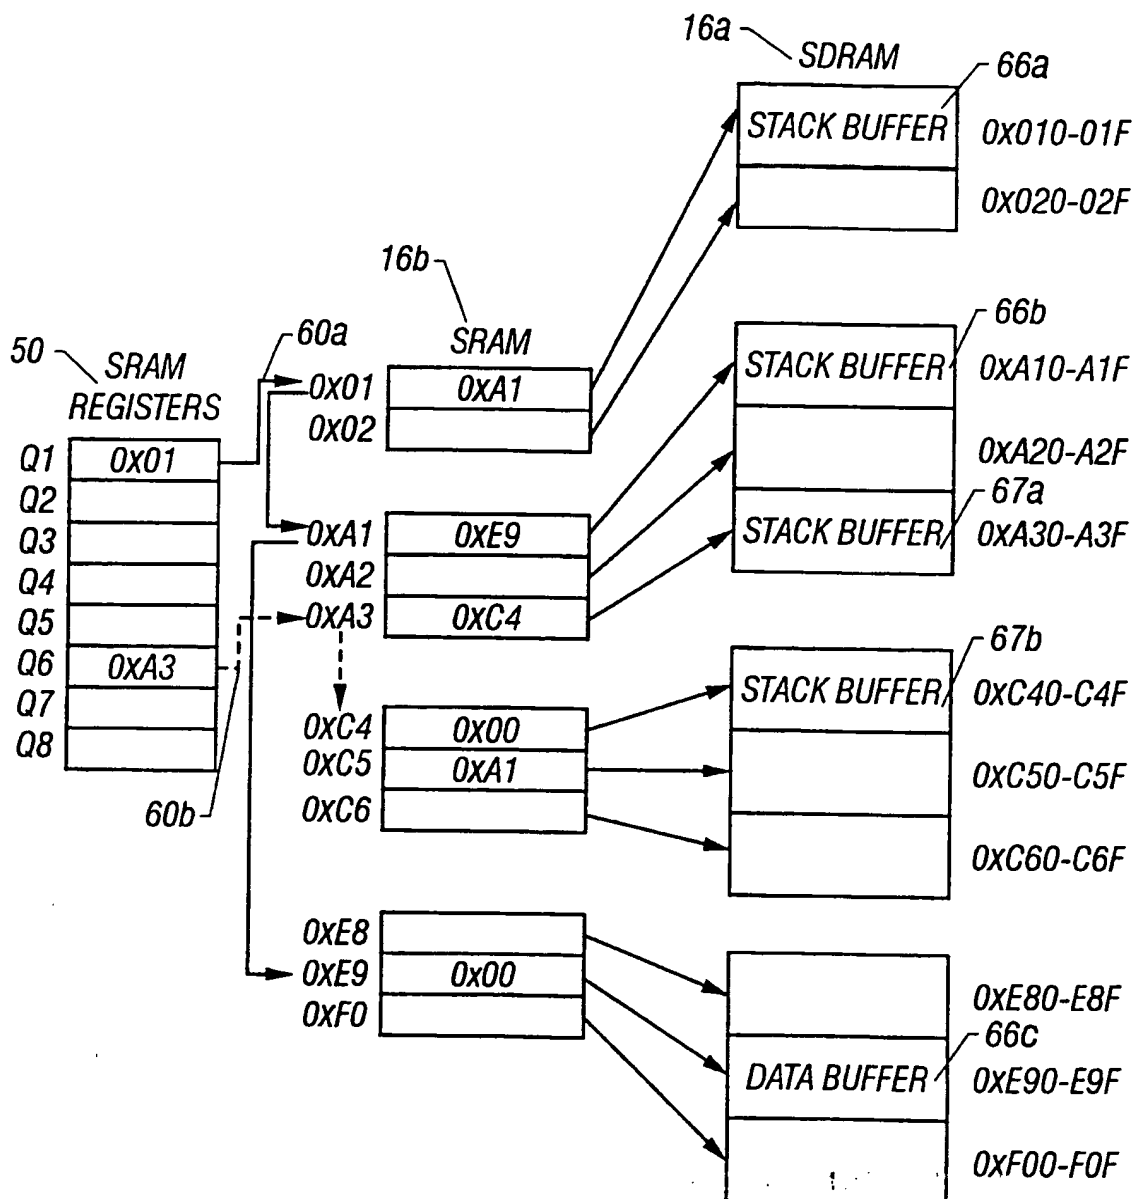 16a
SDRAM
66a
STACK BUFFER
0X010-01F
0X020-02F
16b
SRAM
60a
50
SRAM
REGISTERS
Q1 0X01
Q2
Q3
Q4
Q5
Q6 0XA3
Q7
Q8
60b
0X01 0XA1
0X02
0XA1 0XE9
0XA2
0XA3 0XC4
0XC4 0X00
0XC5 0XA1
0XC6
0XE8
0XE9 0X00
0XF0
66b
STACK BUFFER 0XA10-A1F
0XA20-A2F
67a
STACK BUFFER 0XA30-A3F
67b
STACK BUFFER 0XC40-C4F
0XC50-C5F
0XC60-C6F
0XE80-E8F
66c
DATA BUFFER 0XE90-E9F
0XF00-F0F